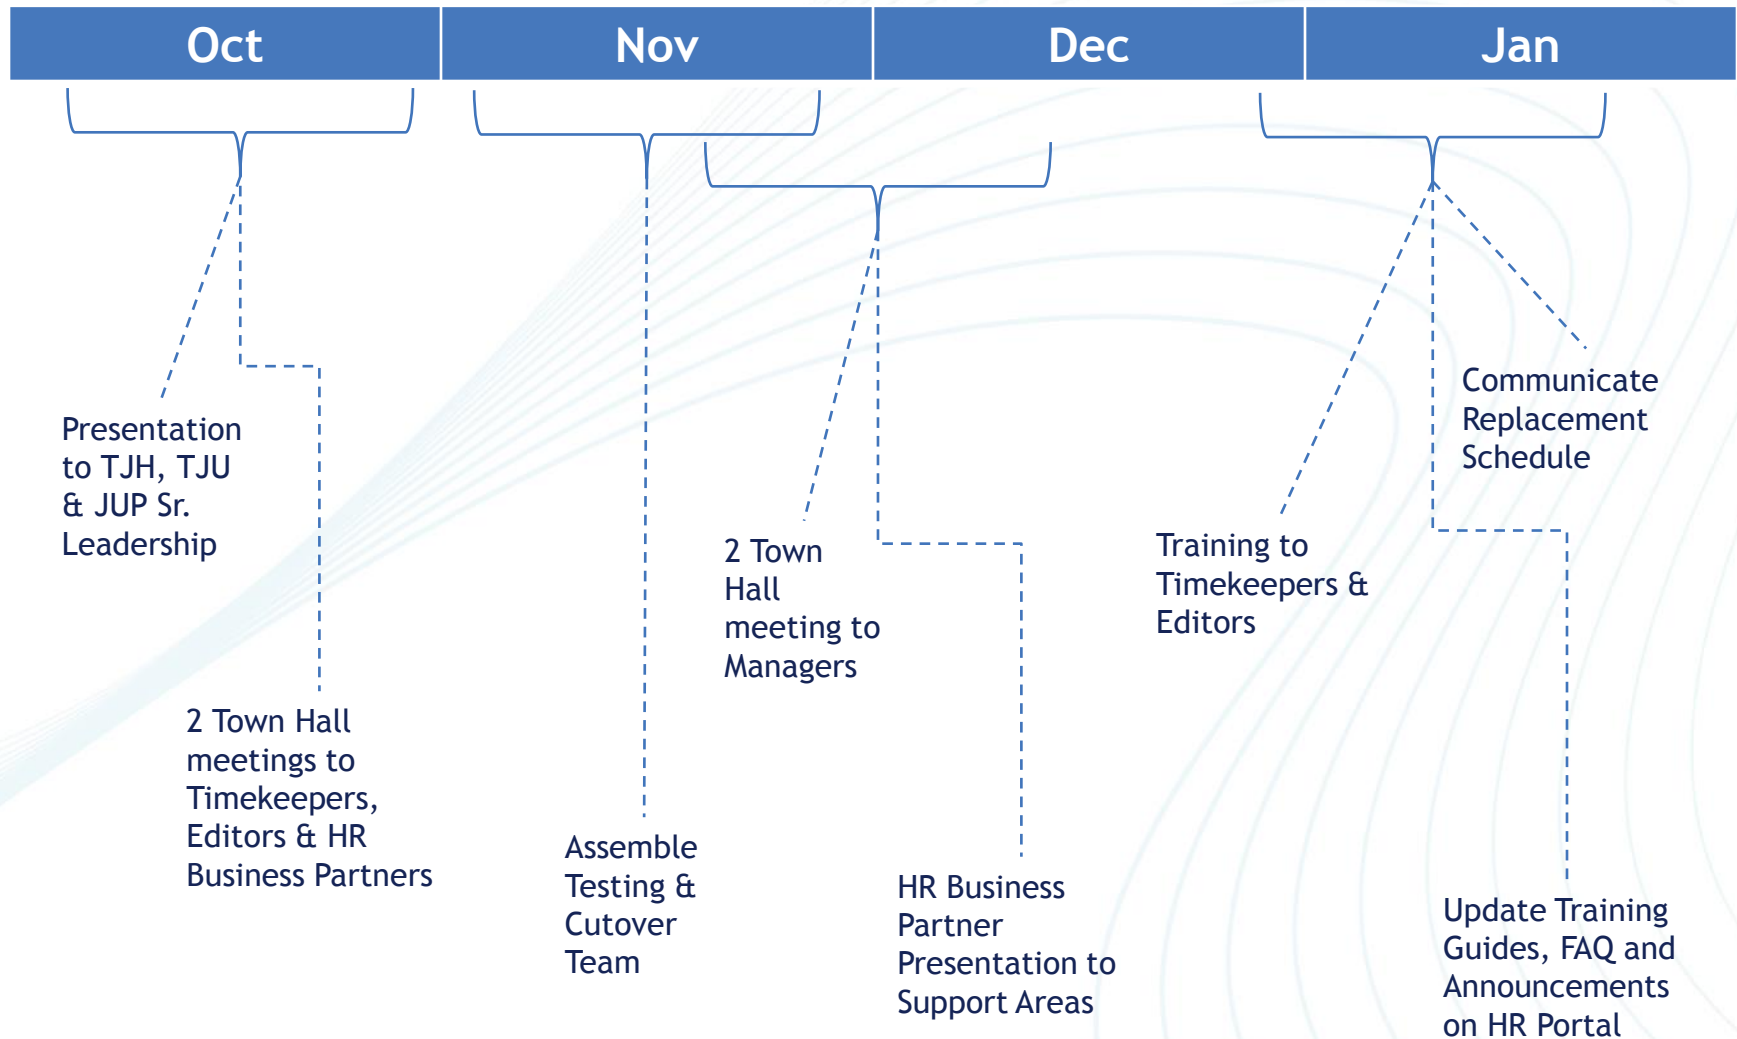 Oct
Nov
Dec
Jan
Presentation
to TJH, TJU
& JUP Sr.
Leadership
2 Town Hall
meetings to
Timekeepers,
Editors & HR
Business Partners
Assemble
Testing &
Cutover
Team
2 Town
Hall
meeting to
Managers
HR Business
Partner
Presentation to
Support Areas
Training to
Timekeepers &
Editors
Communicate
Replacement
Schedule
Update Training
Guides, FAQ and
Announcements
on HR Portal